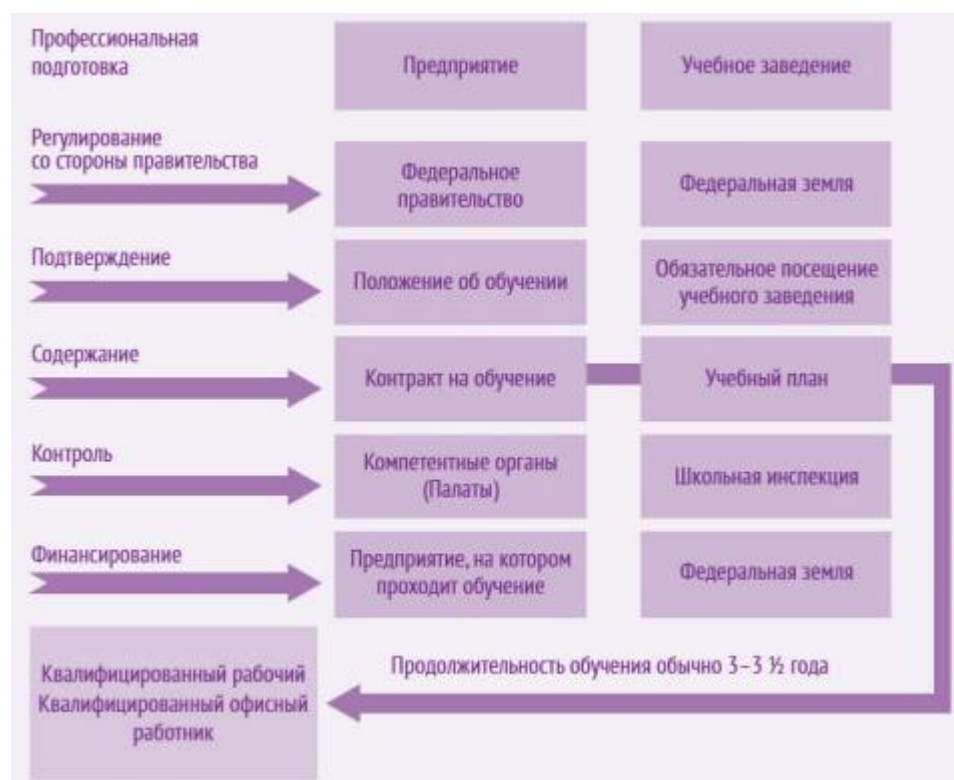 Профессиональная
подготовка
Предприятие
Учебное заведение
Регулирование
со стороны правительства
Федеральное
правительство
Федеральная земля
Подтверждение
Положение об обучении
Обязательное посещение
учебного заведения
Содержание
Контракт на обучение
Учебный план
Контроль
Компетентные органы
(Палаты)
Школьная инспекция
Финансирование
Предприятие, на котором
проходит обучение
Федеральная земля
Продолжительность обучения обычно 3–3 ½ года
Квалифицированный рабочий
Квалифицированный офисный
работник